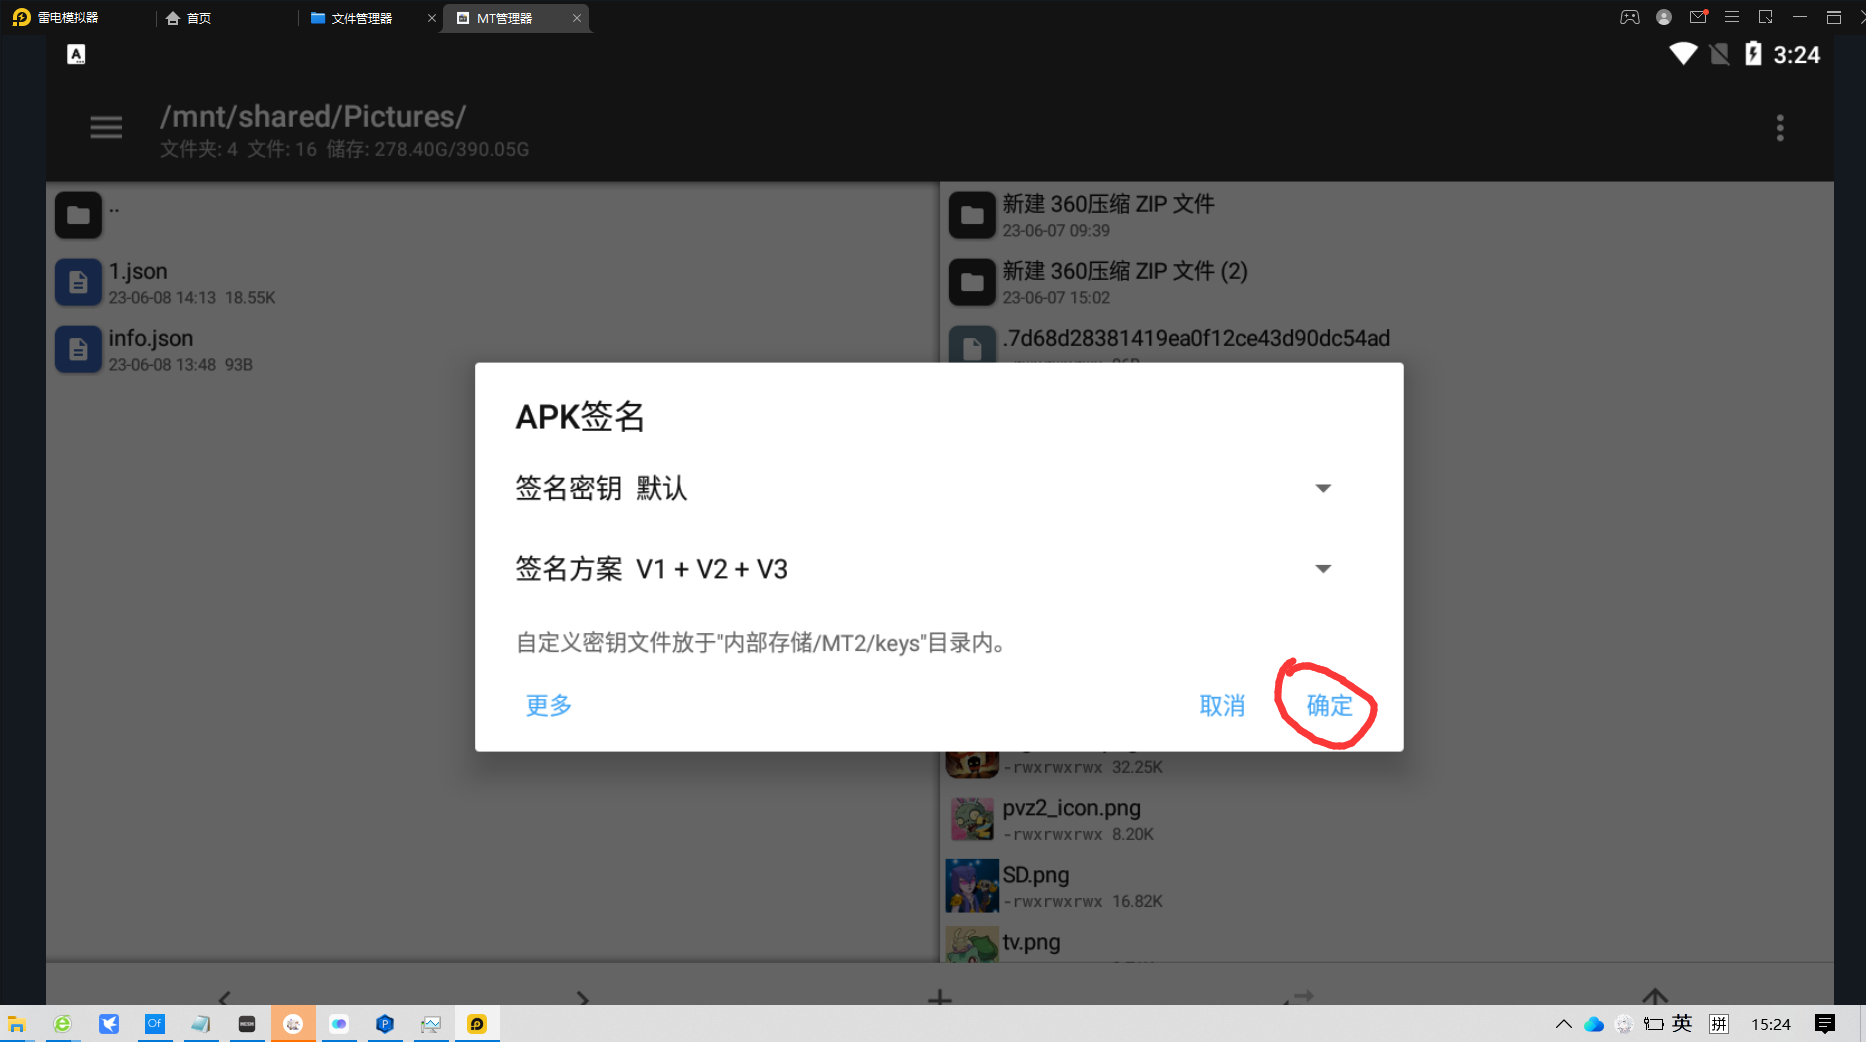 雷电模拟器
首页
文件管理器
MT管理器
3:24
/mnt/shared/Pictures/
文件夹: 4 文件: 16 储存: 278.40G/390.05G
..
1.json
23-06-08 14:13 18.55K
info.json
23-06-08 13:48 93B
新建 360压缩 ZIP 文件
23-06-07 09:39
新建 360压缩 ZIP 文件 (2)
23-06-07 15:02
.7d68d28381419ea0f12ce43d90dc54ad
APK签名
签名密钥 默认
签名方案 V1 + V2 + V3
自定义密钥文件放于"内部存储/MT2/keys"目录内。
更多
取消
确定
-rwxrwxrwx 32.25K
pvz2_icon.png
-rwxrwxrwx 8.20K
SD.png
-rwxrwxrwx 16.82K
tv.png
英
拼
15:24